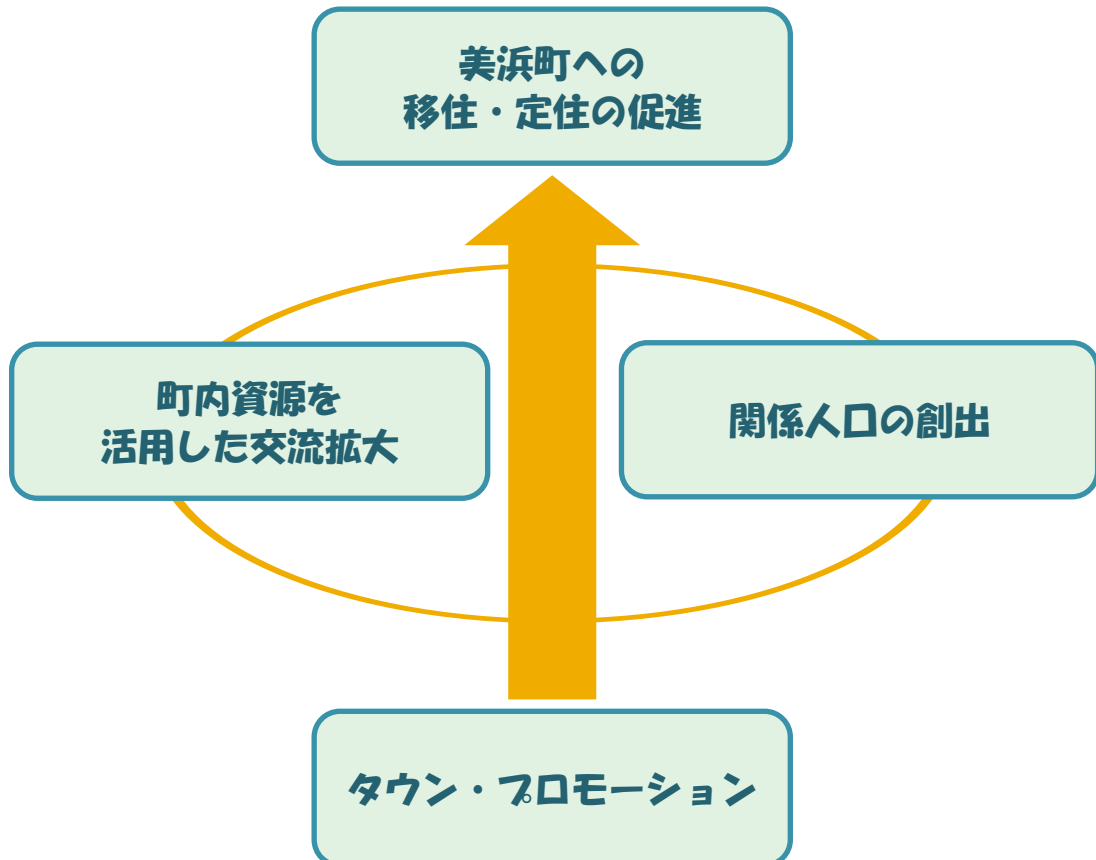 美浜町への
移住・定住の促進
町内資源を
活用した交流拡大
関係人口の創出
タウン・プロモーション